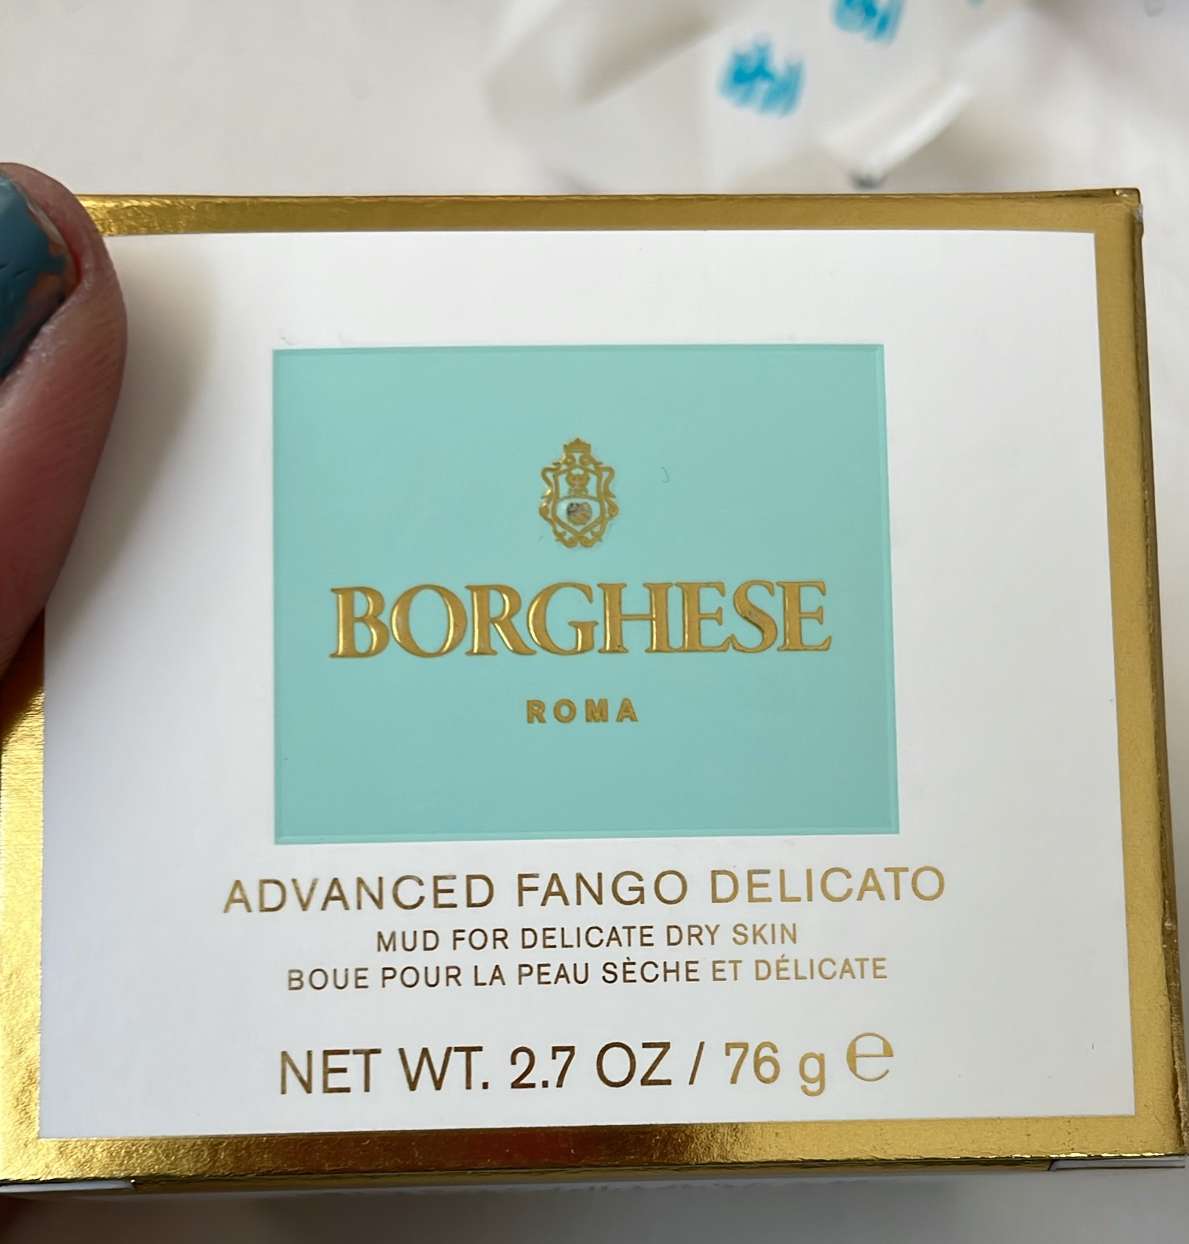 BORGHESE
ROMA
ADVANCED FANGO DELICATO
MUD FOR DELICATE DRY SKIN
BOUE POUR LA PEAU SÈCHE ET DÉLICATE
NET WT. 2.7 OZ / 76 g ℮